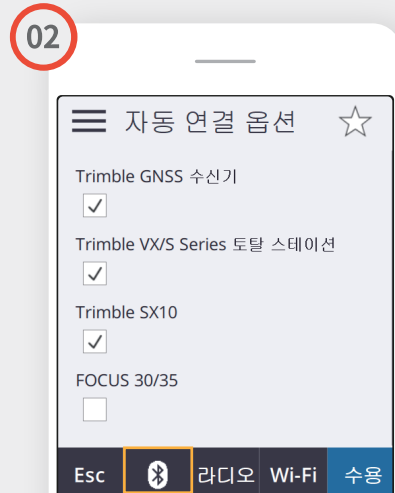 02
자동 연결 옵션
Trimble GNSS 수신기
Trimble VX/S Series 토탈 스테이션
Trimble SX10
FOCUS 30/35
Esc 라디오 Wi-Fi 수용